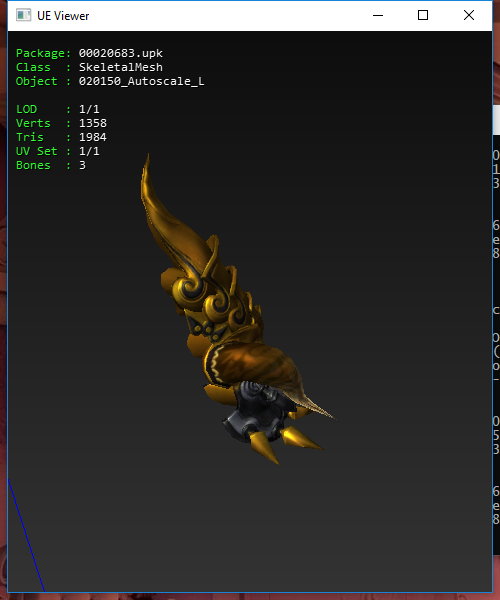 UE Viewer
Package: 00020683.upk
Class : SkeletalMesh
Object : 020150_Autoscale_L
LOD : 1/1
Verts : 1358
Tris : 1984
UV Set : 1/1
Bones : 3